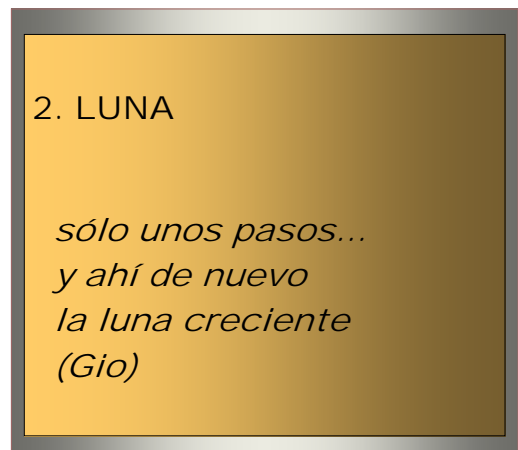 2. LUNA
sólo unos pasos...
y ahí de nuevo
la luna creciente
(Gio)